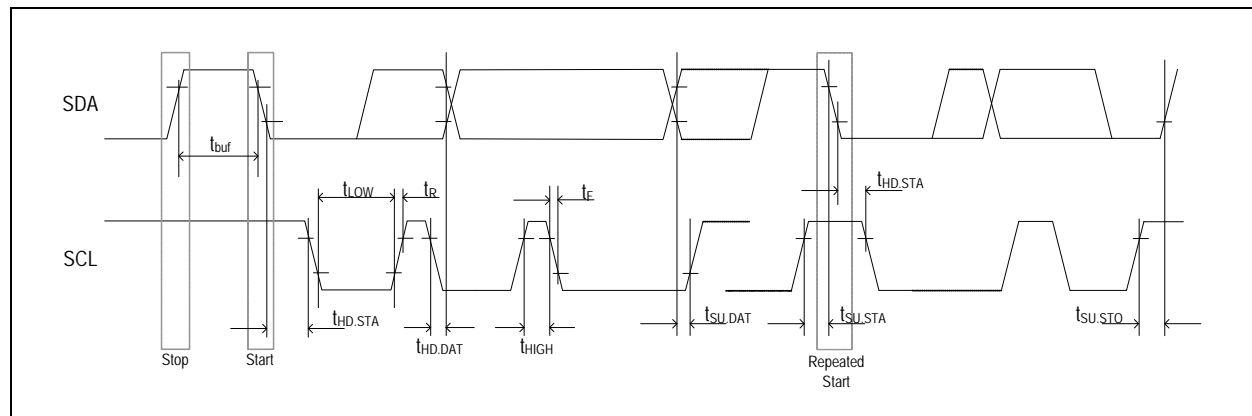 SDA
t_buf
t_LOW
t_R
t_F
t_HD.STA
SCL
t_HD.STA
t_HD.DAT
t_HIGH
t_SU.DAT
t_SU.STA
t_SU.STO
Stop
Start
Repeated
Start